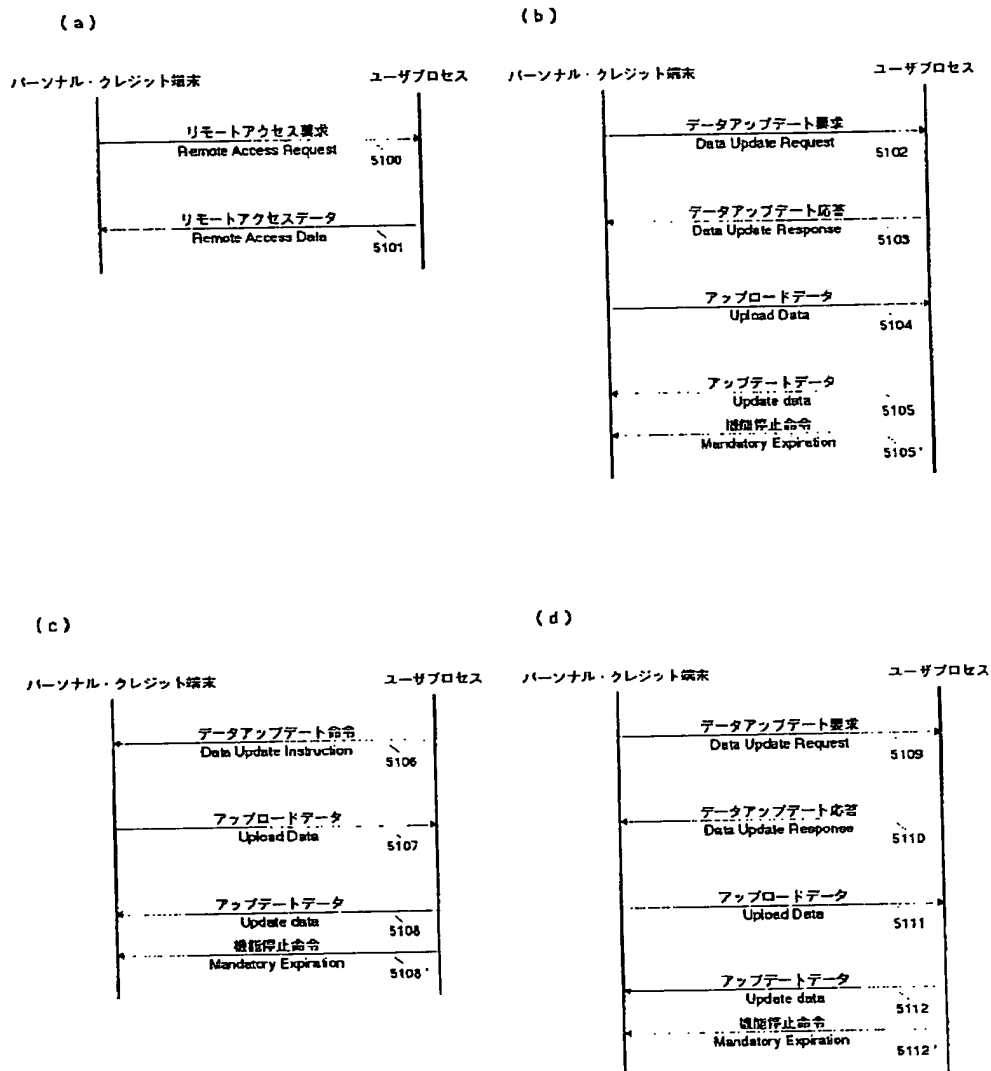 (a)
パーソナル・クレジット端末
ユーザプロセス
リモートアクセス要求
Remote Access Request
5100
リモートアクセスデータ
Remote Access Data
5101
(b)
パーソナル・クレジット端末
ユーザプロセス
データアップデート要求
Data Update Request
5102
データアップデート応答
Data Update Response
5103
アップロードデータ
Upload Data
5104
アップデートデータ
Update data
5105
機能停止命令
Mandatory Expiration
5105'
(c)
パーソナル・クレジット端末
ユーザプロセス
データアップデート命令
Data Update Instruction
5106
アップロードデータ
Upload Data
5107
アップデートデータ
Update data
5108
機能停止命令
Mandatory Expiration
5108'
(d)
パーソナル・クレジット端末
ユーザプロセス
データアップデート要求
Data Update Request
5109
データアップデート応答
Data Update Response
5110
アップロードデータ
Upload Data
5111
アップデートデータ
Update data
5112
機能停止命令
Mandatory Expiration
5112'